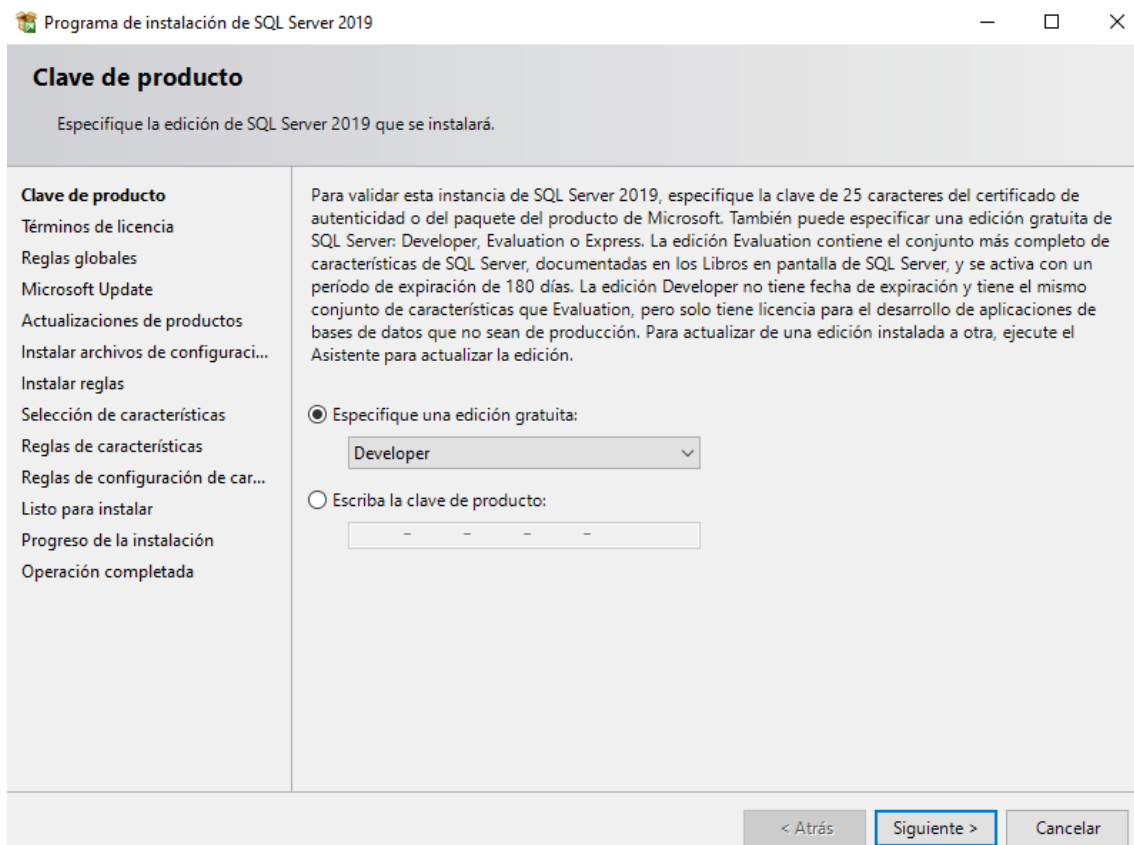 Programa de instalación de SQL Server 2019
Clave de producto
Especifique la edición de SQL Server 2019 que se instalará.
Clave de producto
Términos de licencia
Reglas globales
Microsoft Update
Actualizaciones de productos
Instalar archivos de configuraci...
Instalar reglas
Selección de características
Reglas de características
Reglas de configuración de car...
Listo para instalar
Progreso de la instalación
Operación completada
Para validar esta instancia de SQL Server 2019, especifique la clave de 25 caracteres del certificado de
autenticidad o del paquete del producto de Microsoft. También puede especificar una edición gratuita de
SQL Server: Developer, Evaluation o Express. La edición Evaluation contiene el conjunto más completo de
características de SQL Server, documentadas en los Libros en pantalla de SQL Server, y se activa con un
período de expiración de 180 días. La edición Developer no tiene fecha de expiración y tiene el mismo
conjunto de características que Evaluation, pero solo tiene licencia para el desarrollo de aplicaciones de
bases de datos que no sean de producción. Para actualizar de una edición instalada a otra, ejecute el
Asistente para actualizar la edición.
Especifique una edición gratuita:
Developer
Escriba la clave de producto:
- - - -
< Atrás
Siguiente >
Cancelar